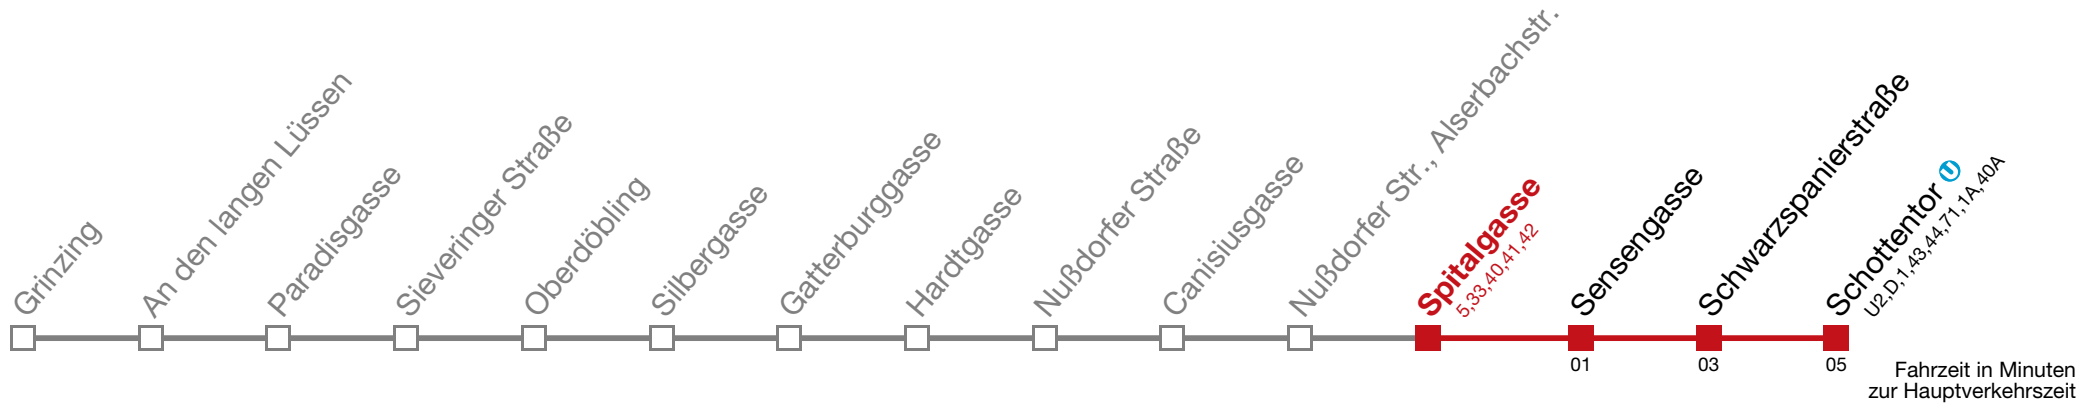 Grinzing
An den langen Lüssen
Paradisgasse
Sieveringer Straße
Oberdöbling
Silbergasse
Gatterburggasse
Hardtgasse
Nußdorfer Straße
Canisiusgasse
Nußdorfer Str., Alserbachstr.
Spitalgasse
5,33,40,41,42
Sensengasse
Schwarzspanierstraße
Schottentor U
U2,D,1,43,44,71,1A,40A
01
03
05
Fahrzeit in Minuten
zur Hauptverkehrszeit